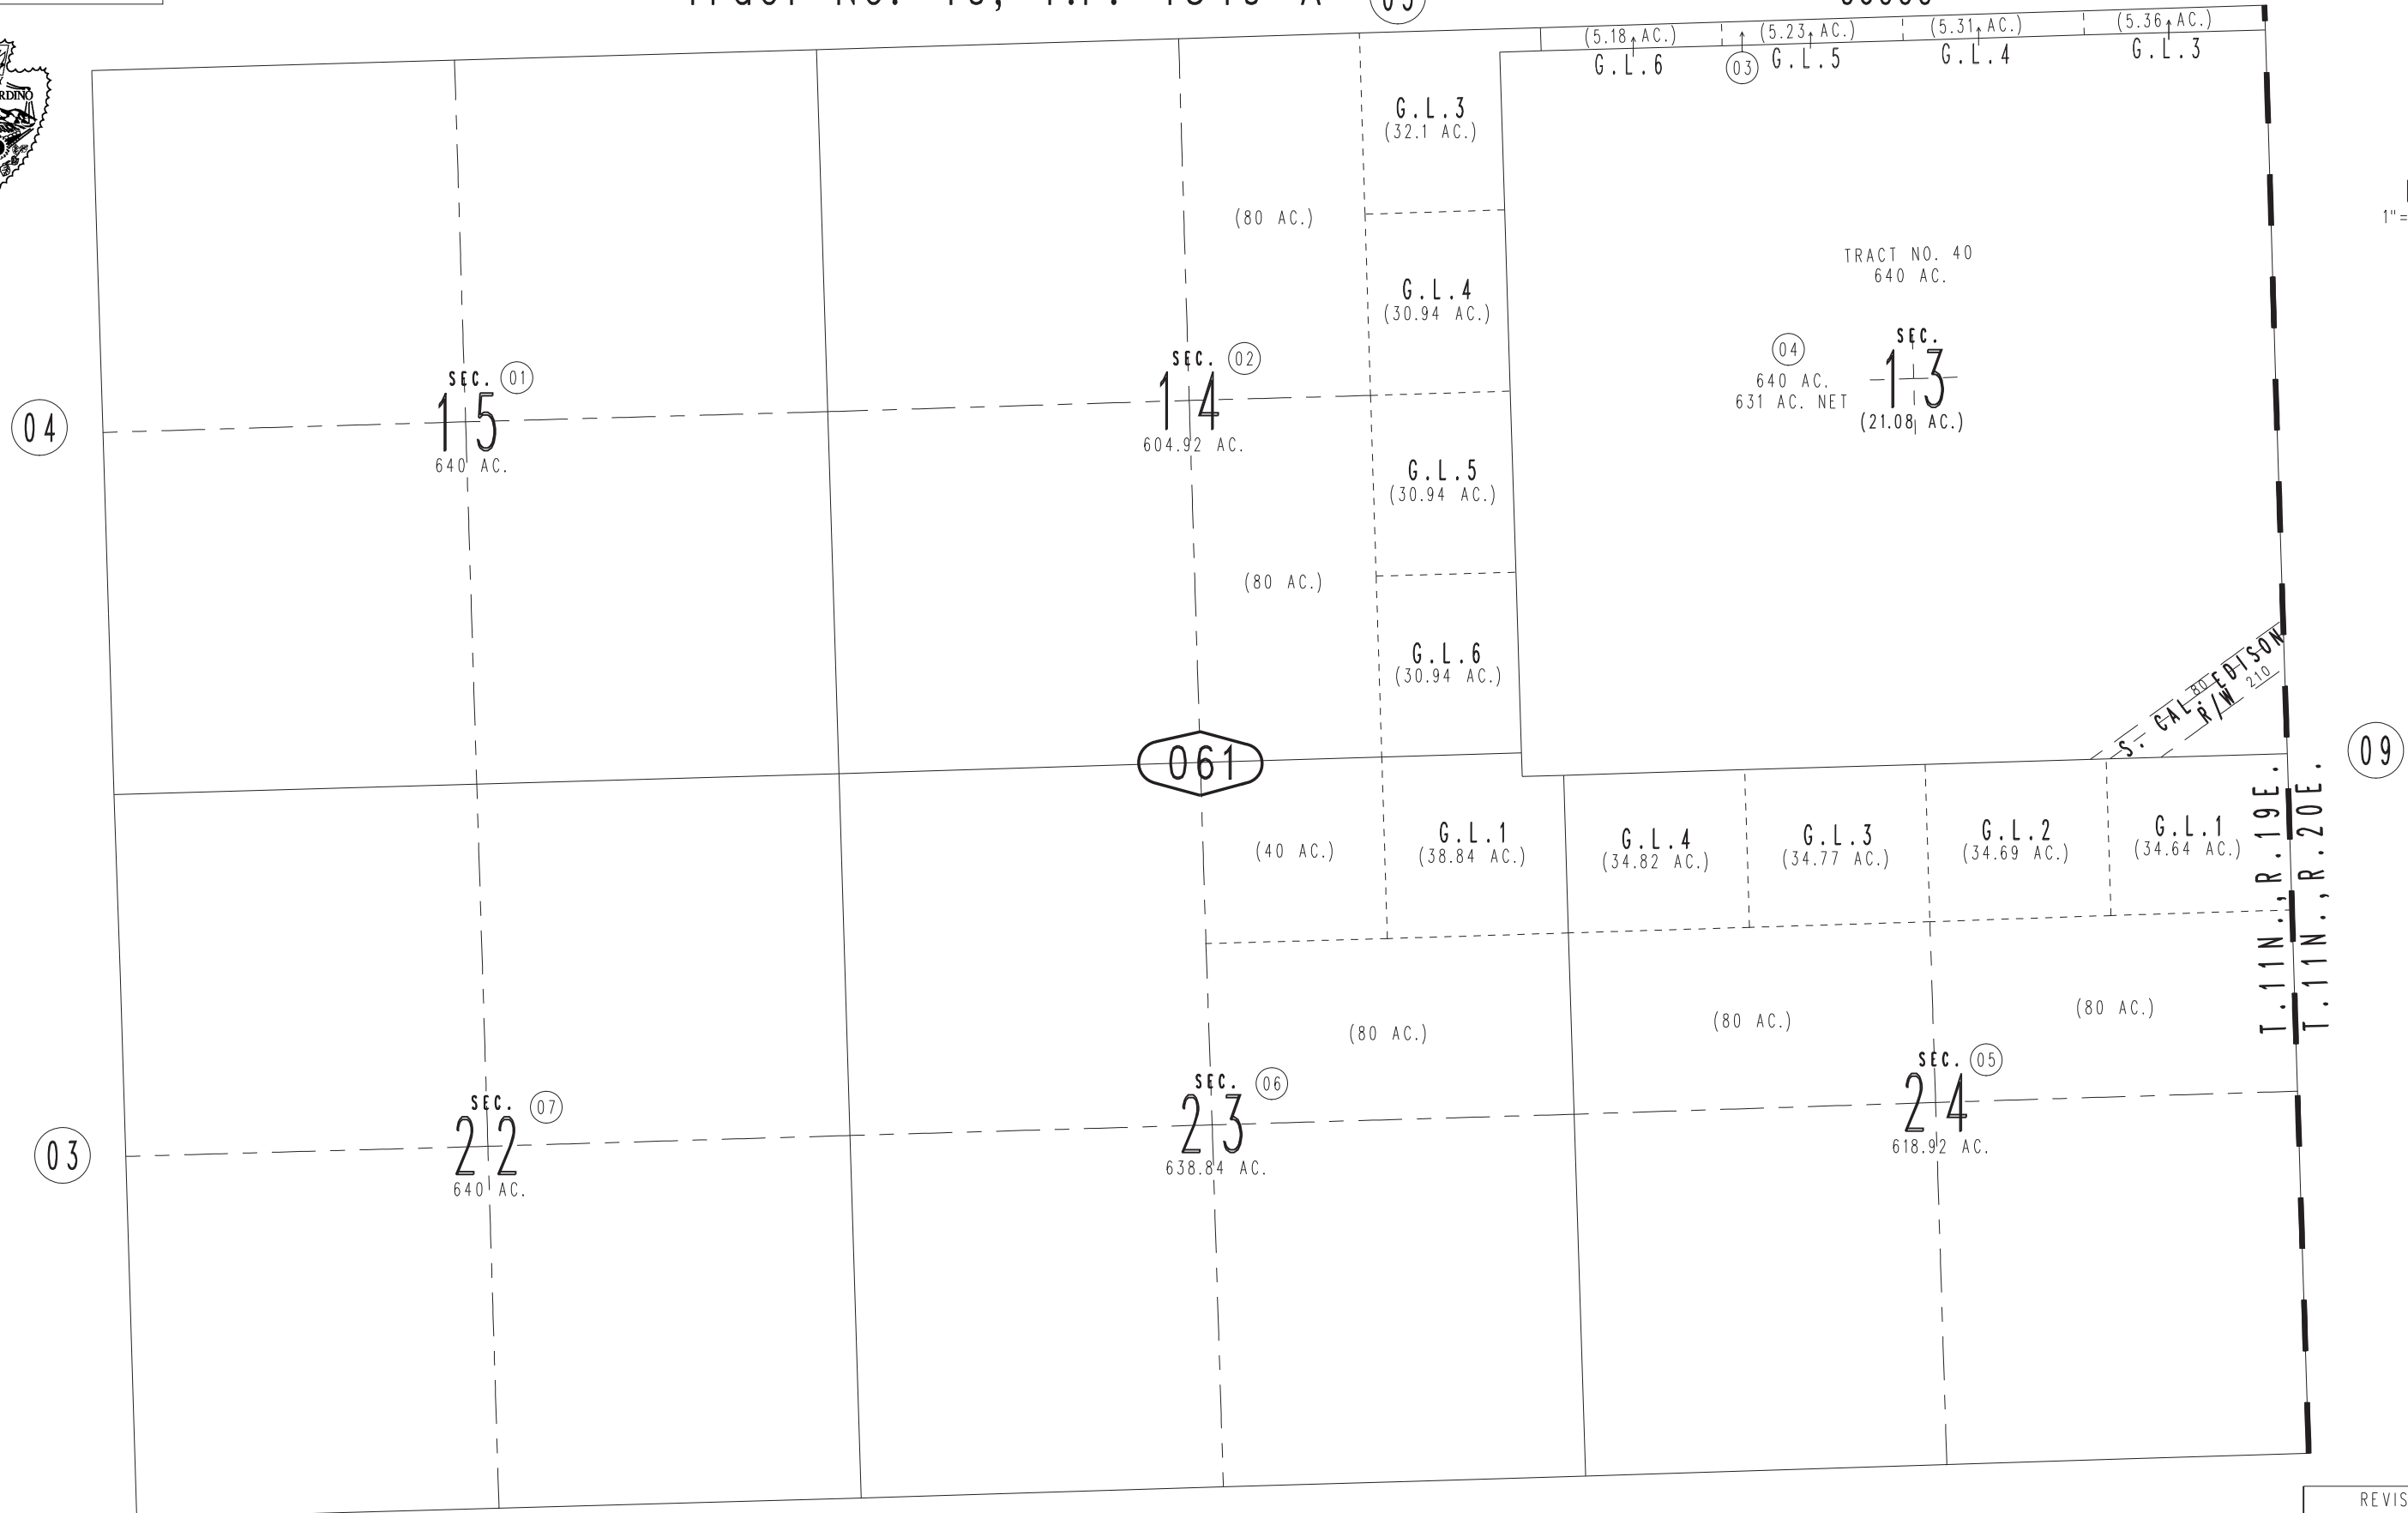 RDINO
(5.18 AC.)
(5.23 AC.)
(5.31 AC.)
(5.36 AC.)
G.L.6
03
G.L.5
G.L.4
G.L.3
G.L.3
(32.1 AC.)
(80 AC.)
1"=
TRACT NO. 40
640 AC.
G.L.4
(30.94 AC.)
SEC. 01
15
640 AC.
04
SEC. 02
14
604.92 AC.
04
640 AC.
631 AC. NET
SEC.
13
(21.08 AC.)
G.L.5
(30.94 AC.)
(80 AC.)
G.L.6
(30.94 AC.)
S. CAL. EDISON
R/W
80
210
061
09
(40 AC.)
G.L.1
(38.84 AC.)
G.L.4
(34.82 AC.)
G.L.3
(34.77 AC.)
G.L.2
(34.69 AC.)
G.L.1
(34.64 AC.)
T.11N.,R.19E.
T.11N.,R.20E.
(80 AC.)
(80 AC.)
(80 AC.)
03
SEC. 07
22
640 AC.
SEC. 06
23
638.84 AC.
SEC. 05
24
618.92 AC.
REVIS